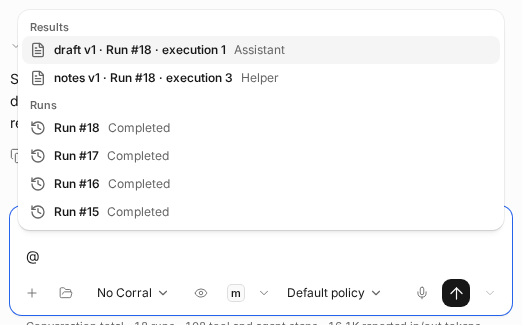 Results
draft v1 · Run #18 · execution 1 Assistant
notes v1 · Run #18 · execution 3 Helper
Runs
Run #18 Completed
Run #17 Completed
Run #16 Completed
Run #15 Completed
@
No Corral m Default policy